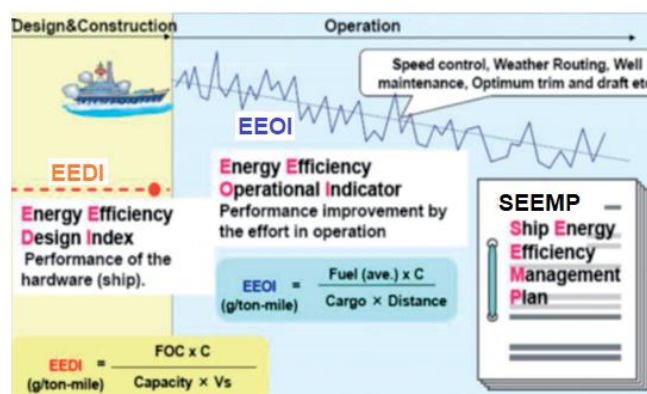 Design&Construction
Operation
Speed control, Weather Routing, Well
maintenance, Optimum trim and draft etc
EEOI
EEDI
Energy Efficiency
Operational Indicator
Performance improvement by
the effort in operation
Energy Efficiency
Design Index
Performance of the
hardware (ship).
SEEMP
Ship Energy
Efficiency
Management
Plan
EEOI = Fuel (ave.) x C
(g/ton-mile) Cargo × Distance
EEDI = FOC x C
(g/ton-mile) Capacity × Vs